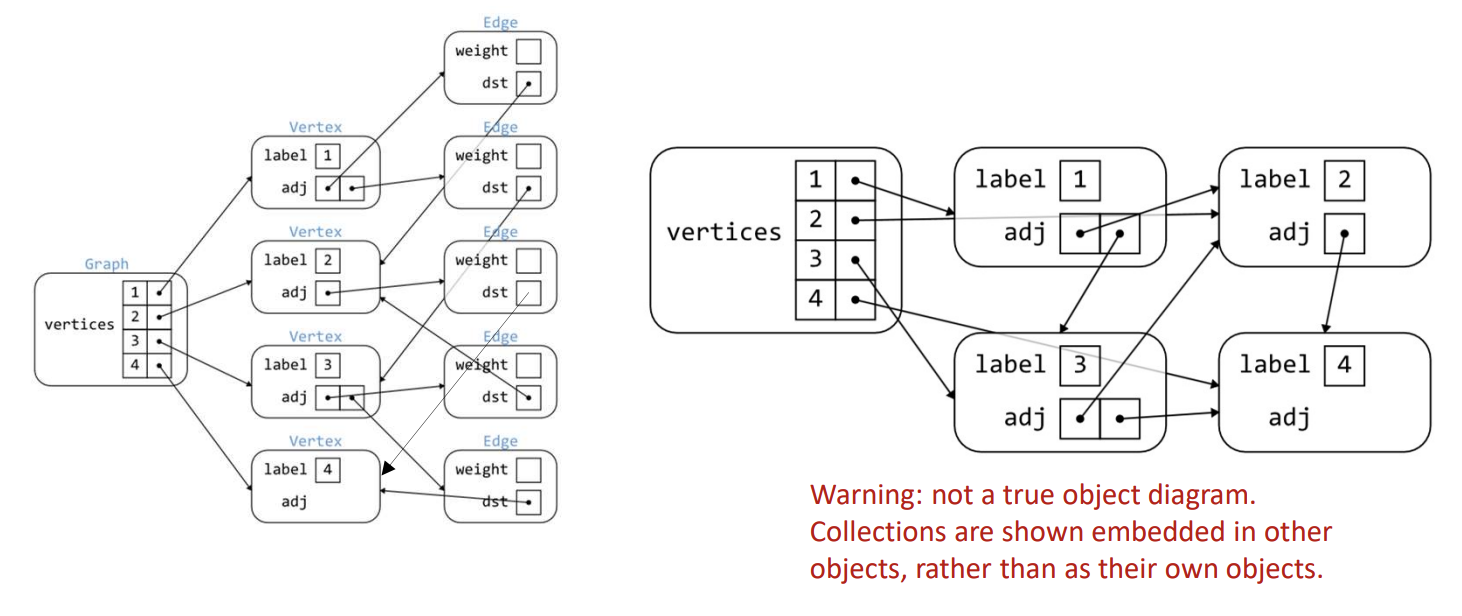 Edge
weight
dst
Vertex
label 1
adj
Edge
weight
dst
Vertex
label 2
adj
Edge
weight
dst
Graph
vertices
1
2
3
4
Vertex
label 3
adj
Edge
weight
dst
Vertex
label 4
adj
Edge
weight
dst
vertices
1
2
3
4
label 1
adj
label 2
adj
label 3
adj
label 4
adj
Warning: not a true object diagram.
Collections are shown embedded in other
objects, rather than as their own objects.